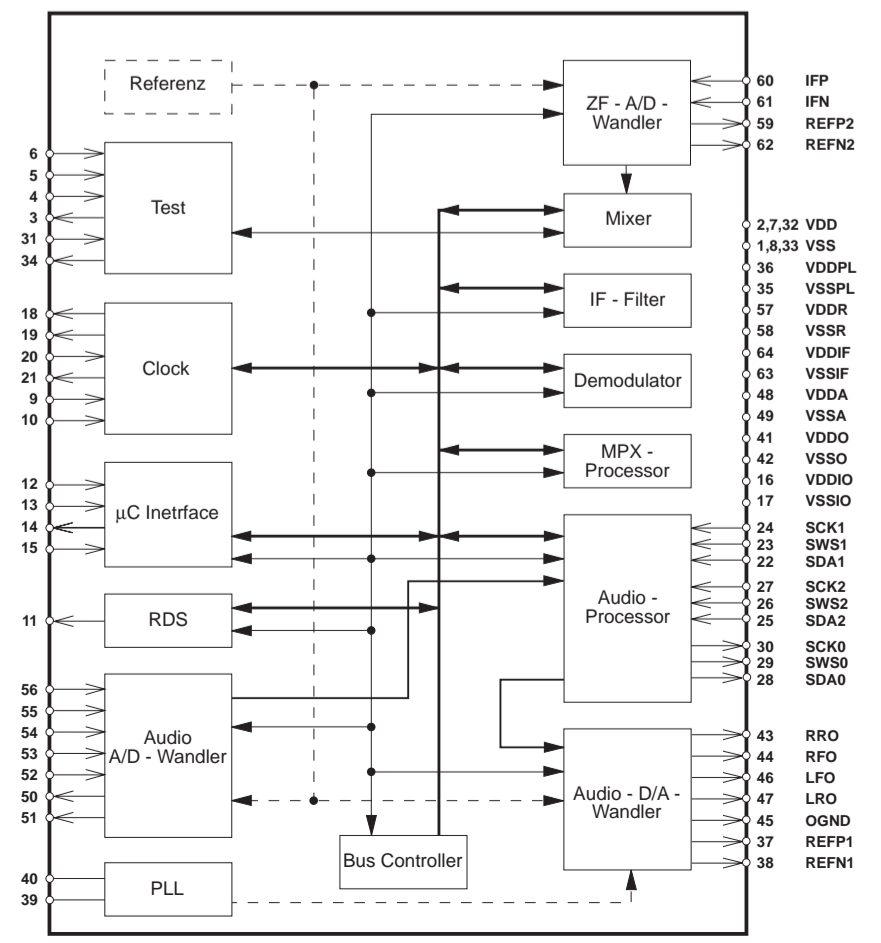 Referenz
ZF - A/D -
Wandler
60 IFP
61 IFN
59 REFP2
62 REFN2
6
5
4
3
31
34
Test
Mixer
2,7,32 VDD
1,8,33 VSS
36 VDDPL
35 VSSPL
57 VDDR
58 VSSR
64 VDDIF
63 VSSIF
48 VDDA
49 VSSA
41 VDDO
42 VSSO
16 VDDIO
17 VSSIO
IF - Filter
18
19
20
21
9
10
Clock
Demodulator
MPX -
Processor
12
13
14
15
µC Inetrface
Audio -
Processor
24 SCK1
23 SWS1
22 SDA1
27 SCK2
26 SWS2
25 SDA2
30 SCK0
29 SWS0
28 SDA0
11
RDS
56
55
54
53
52
50
51
Audio
A/D - Wandler
Audio - D/A -
Wandler
43 RRO
44 RFO
46 LFO
47 LRO
45 OGND
37 REFP1
38 REFN1
Bus Controller
40
39
PLL